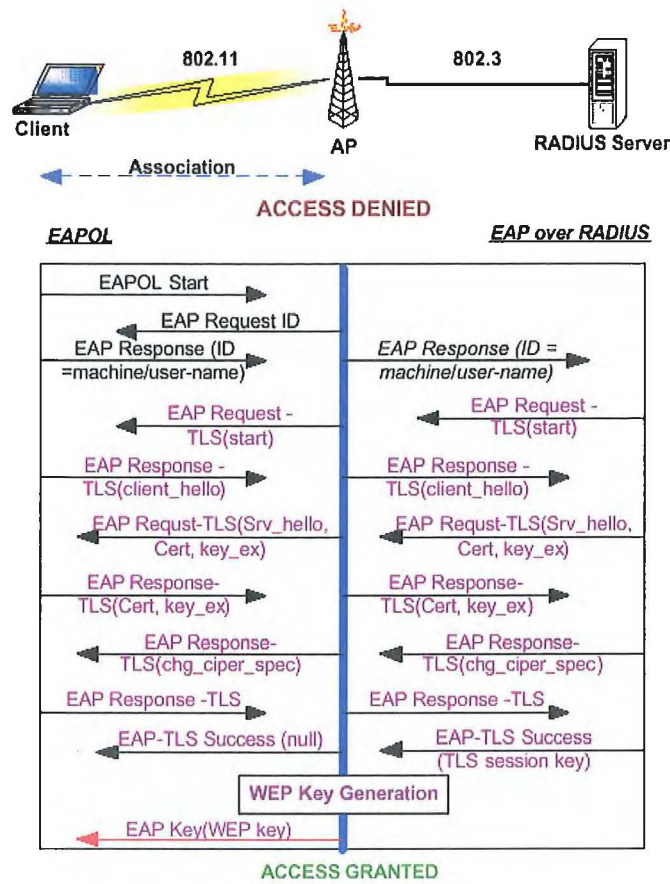 802.11
802.3
Client
AP
RADIUS Server
Association
ACCESS DENIED
EAPOL
EAP over RADIUS
EAPOL Start
EAP Request ID
EAP Response (ID
=machine/user-name)
EAP Response (ID =
machine/user-name)
EAP Request -
TLS(start)
EAP Request -
TLS(start)
EAP Response -
TLS(client_hello)
EAP Response -
TLS(client_hello)
EAP Requst-TLS(Srv_hello,
Cert, key_ex)
EAP Requst-TLS(Srv_hello,
Cert, key_ex)
EAP Response-
TLS(Cert, key_ex)
EAP Response-
TLS(Cert, key_ex)
EAP Response-
TLS(chg_ciper_spec)
EAP Response-
TLS(chg_ciper_spec)
EAP Response -TLS
EAP Response -TLS
EAP-TLS Success (null)
EAP-TLS Success
(TLS session key)
WEP Key Generation
EAP Key(WEP key)
ACCESS GRANTED